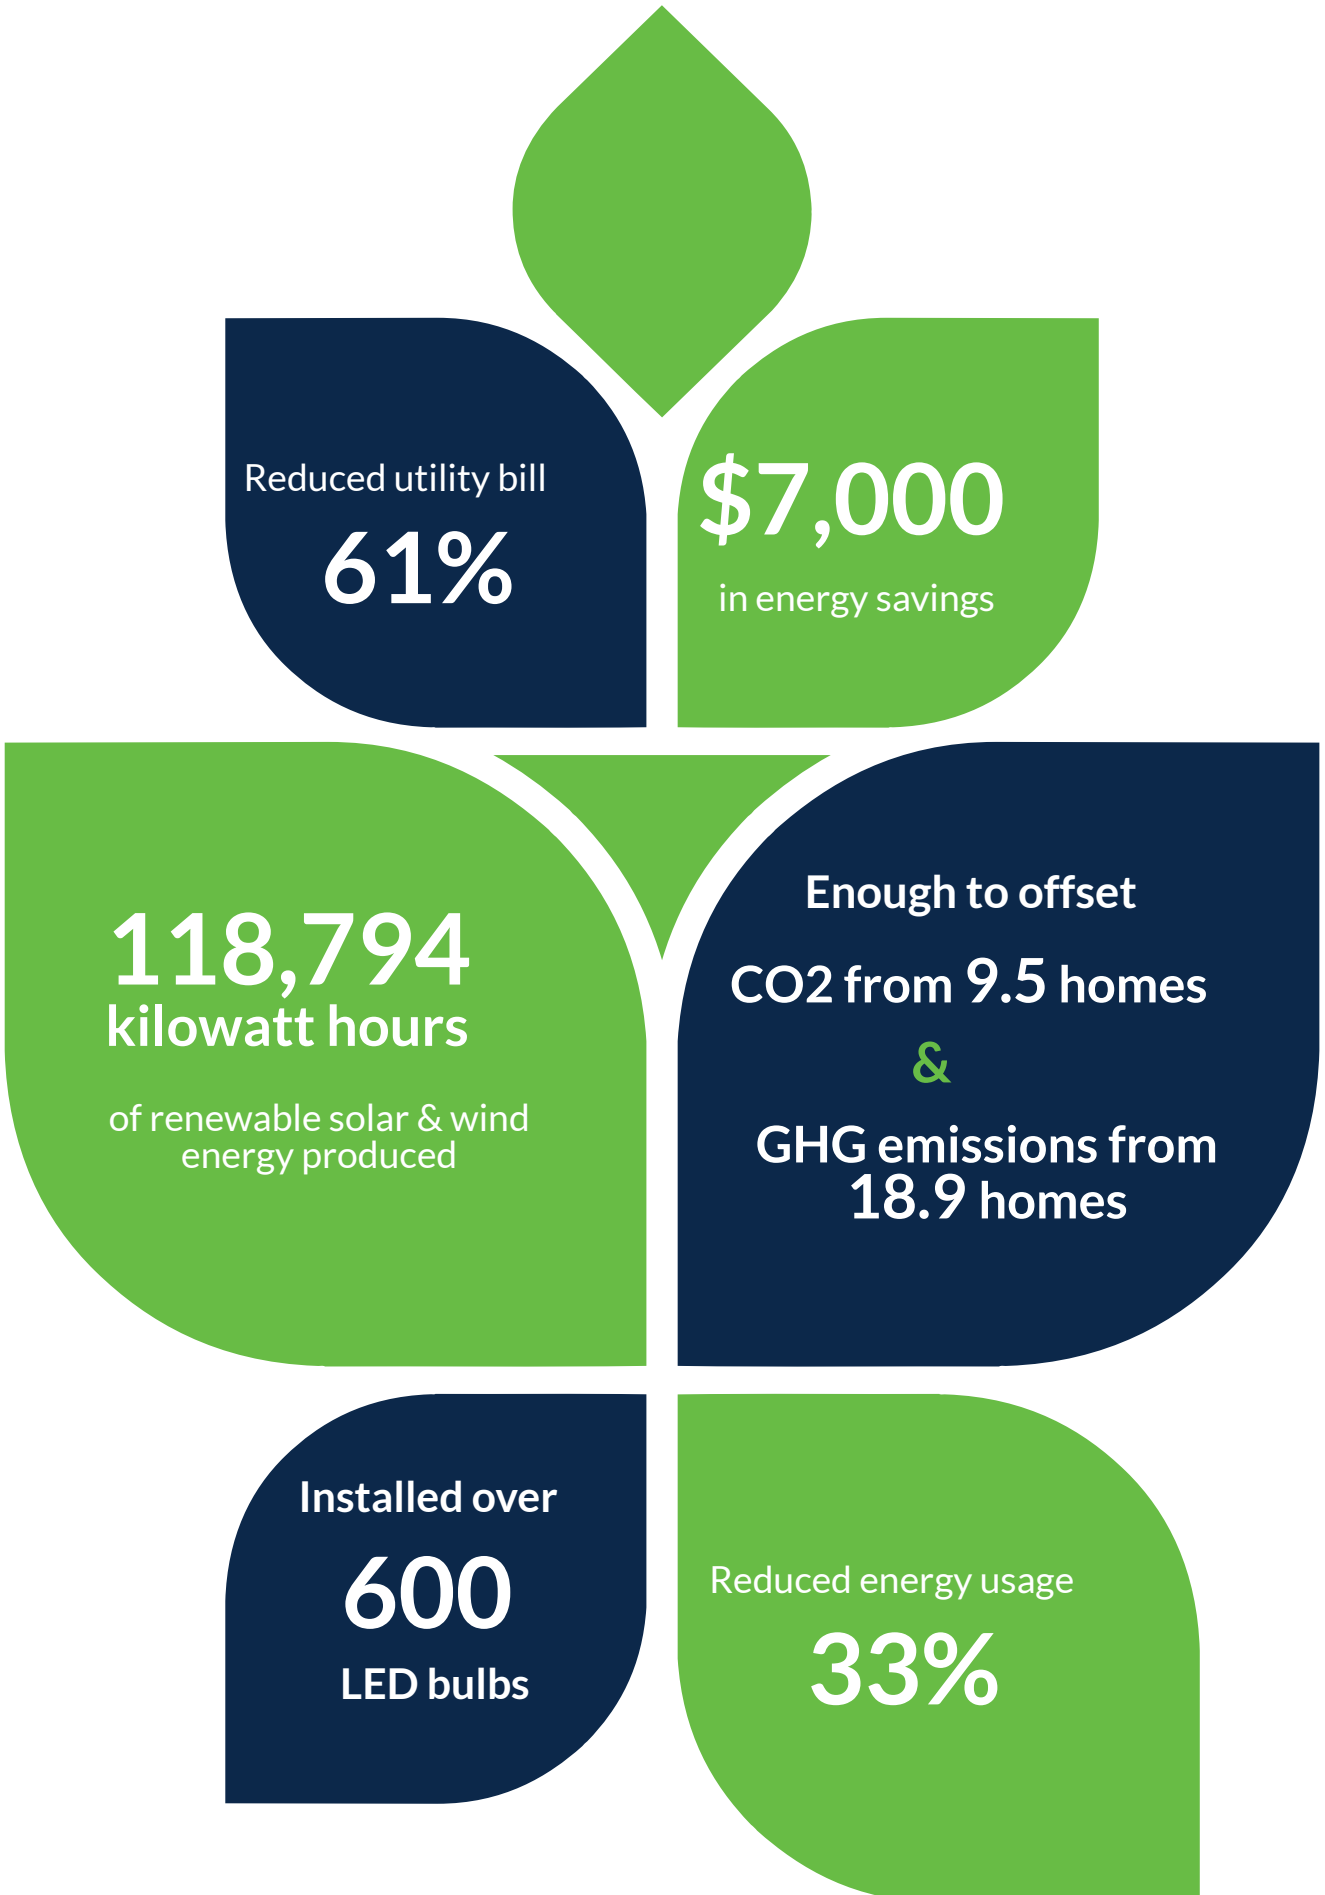 Reduced utility bill
61%
$7,000
in energy savings
118,794
kilowatt hours
of renewable solar & wind
energy produced
Enough to offset
CO2 from 9.5 homes
&
GHG emissions from
18.9 homes
Installed over
600
LED bulbs
Reduced energy usage
33%